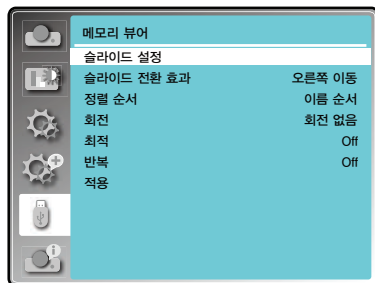 메모리 뷰어
슬라이드 설정
슬라이드 전환 효과 오른쪽 이동
정렬 순서 이름 순서
회전 회전 없음
최적 Off
반복 Off
적용